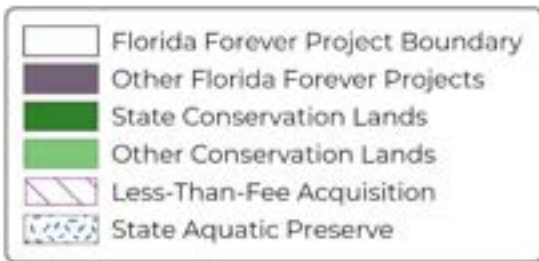 Florida Forever Project Boundary
Other Florida Forever Projects
State Conservation Lands
Other Conservation Lands
Less-Than-Fee Acquisition
State Aquatic Preserve